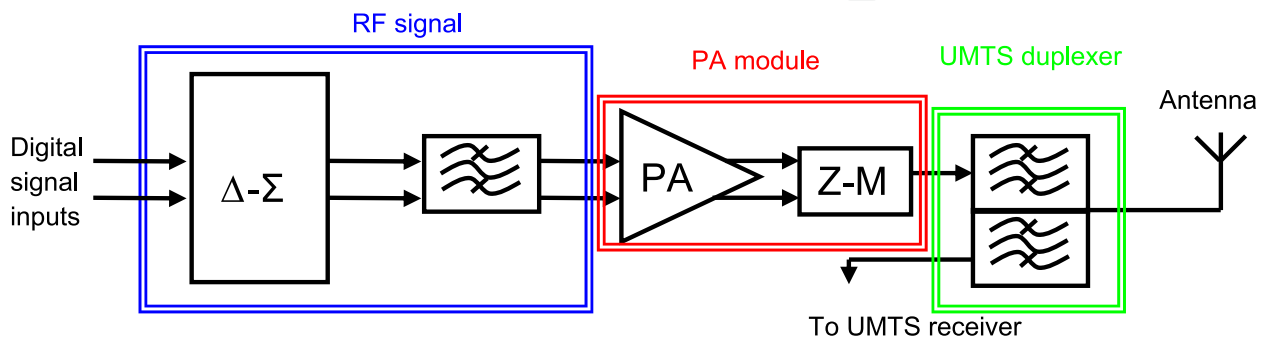 RF signal
PA module
UMTS duplexer
Antenna
Digital
signal
inputs
Δ-Σ
PA
Z-M
To UMTS receiver